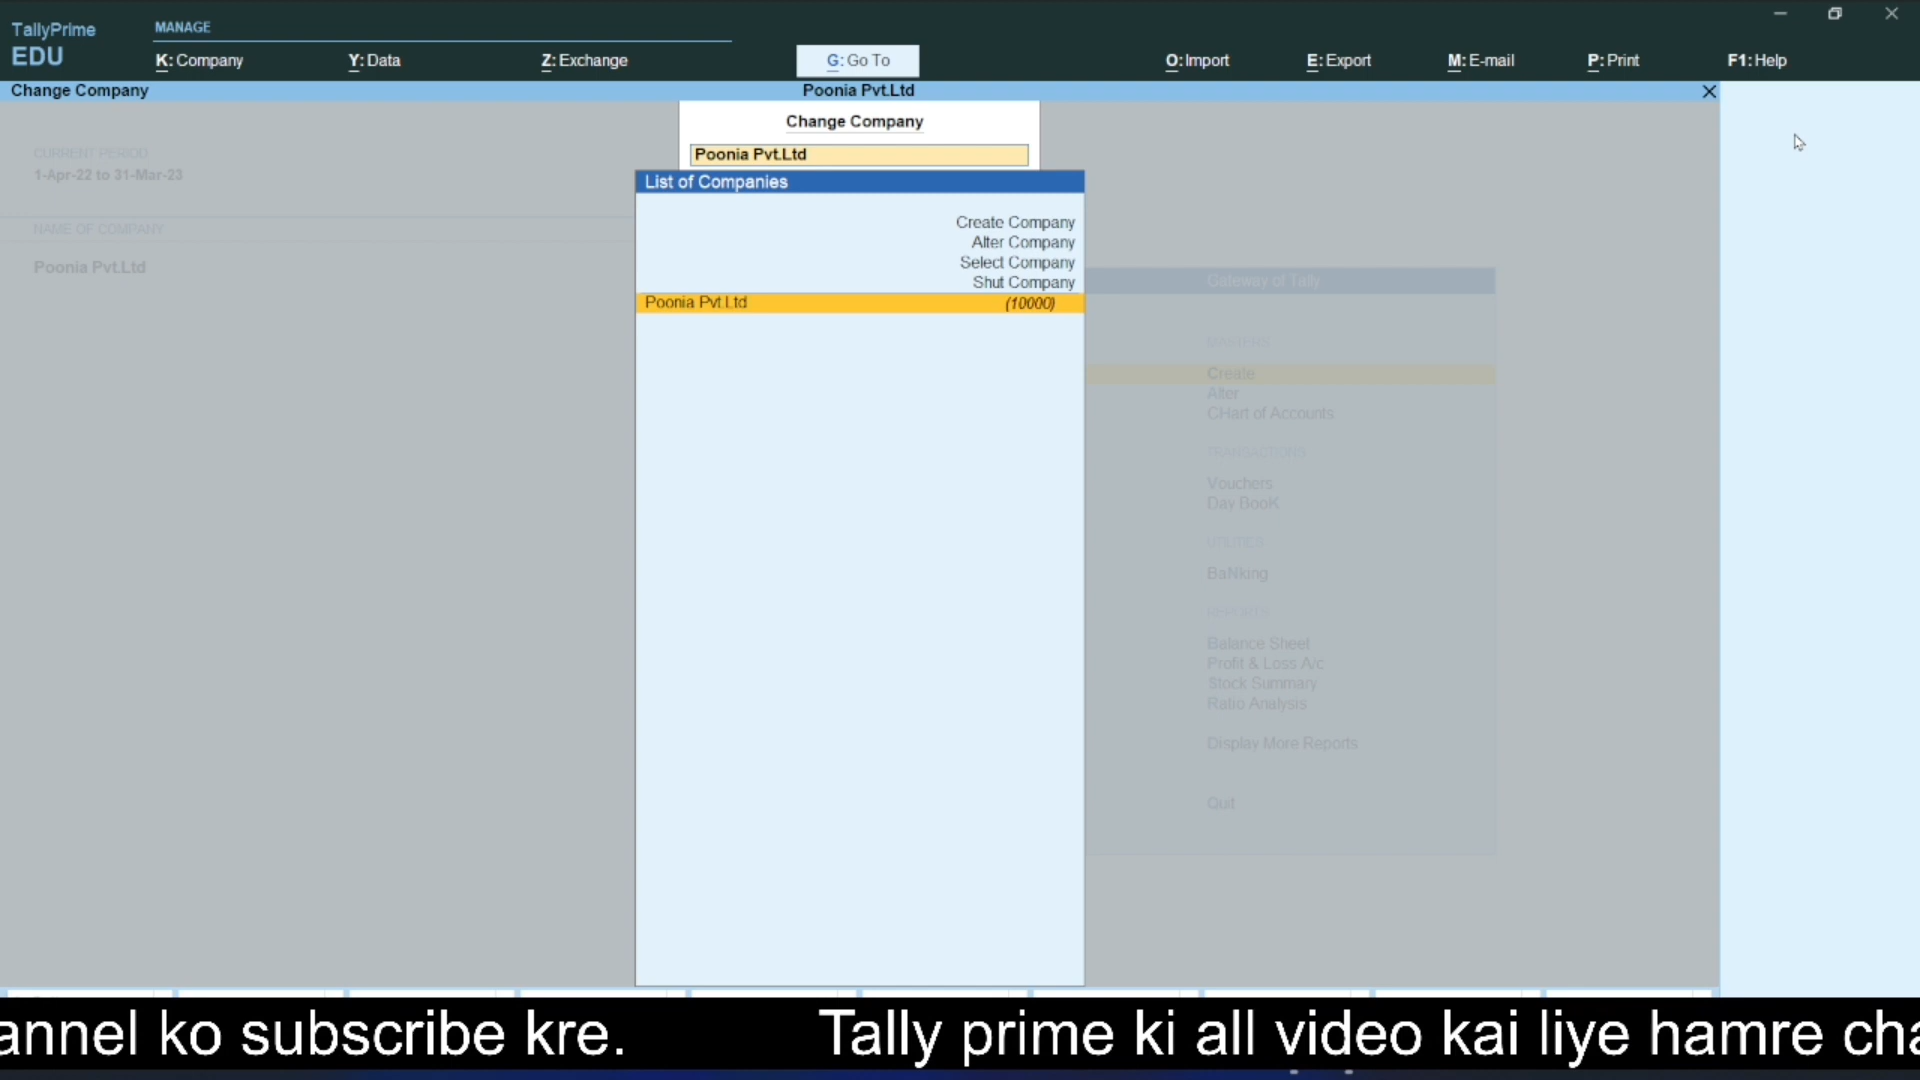 TallyPrime
EDU
MANAGE
K: Company
Y: Data
Z: Exchange
G: Go To
O: Import
E: Export
M: E-mail
P: Print
F1: Help
Change Company
Poonia Pvt.Ltd
Change Company
Poonia Pvt.Ltd
CURRENT PERIOD
1-Apr-22 to 31-Mar-23
NAME OF COMPANY
Poonia Pvt.Ltd
List of Companies
Create Company
Alter Company
Select Company
Shut Company
Poonia Pvt.Ltd (10000)
Gateway of Tally
MASTERS
Create
Alter
CHart of Accounts
TRANSACTIONS
Vouchers
Day BooK
UTILITIES
BaNking
REPORTS
Balance Sheet
Profit & Loss A/c
Stock Summary
Ratio Analysis
Display More Reports
Quit
annel ko subscribe kre. Tally prime ki all video kai liye hamre cha